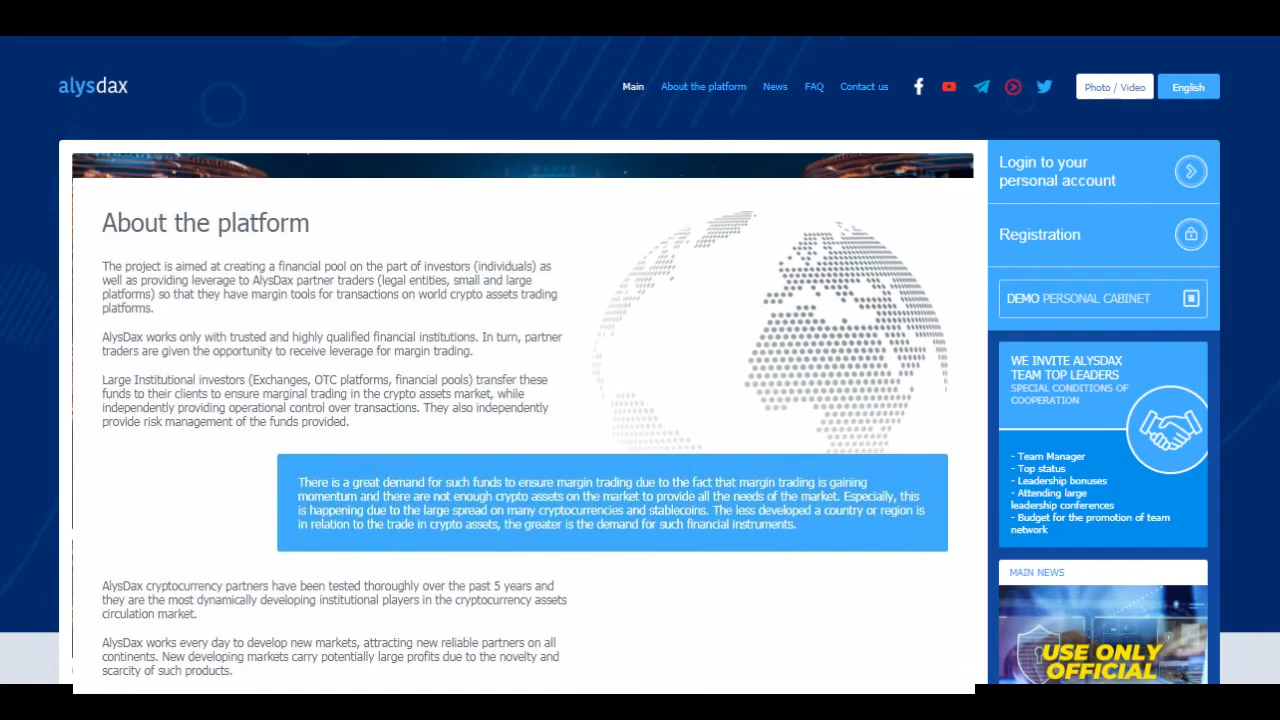 alysdax
Main About the platform News FAQ Contact us Photo / Video English
About the platform
The project is aimed at creating a financial pool on the part of investors (individuals) as
well as providing leverage to AlysDax partner traders (legal entities, small and large
platforms) so that they have margin tools for transactions on world crypto assets trading
platforms.
AlysDax works only with trusted and highly qualified financial institutions. In turn, partner
traders are given the opportunity to receive leverage for margin trading.
Large Institutional investors (Exchanges, OTC platforms, financial pools) transfer these
funds to their clients to ensure marginal trading in the crypto assets market, while
independently providing operational control over transactions. They also independently
provide risk management of the funds provided.
There is a great demand for such funds to ensure margin trading due to the fact that margin trading is gaining
momentum and there are not enough crypto assets on the market to provide all the needs of the market. Especially, this
is happening due to the large spread on many cryptocurrencies and stablecoins. The less developed a country or region is
in relation to the trade in crypto assets, the greater is the demand for such financial instruments.
AlysDax cryptocurrency partners have been tested thoroughly over the past 5 years and
they are the most dynamically developing institutional players in the cryptocurrency assets
circulation market.
AlysDax works every day to develop new markets, attracting new reliable partners on all
continents. New developing markets carry potentially large profits due to the novelty and
scarcity of such products.
Login to your
personal account
Registration
DEMO PERSONAL CABINET
WE INVITE ALYSDAX
TEAM TOP LEADERS
SPECIAL CONDITIONS OF
COOPERATION
- Team Manager
- Top status
- Leadership bonuses
- Attending large
leadership conferences
- Budget for the promotion of team
network
MAIN NEWS
USE ONLY
OFFICIAL